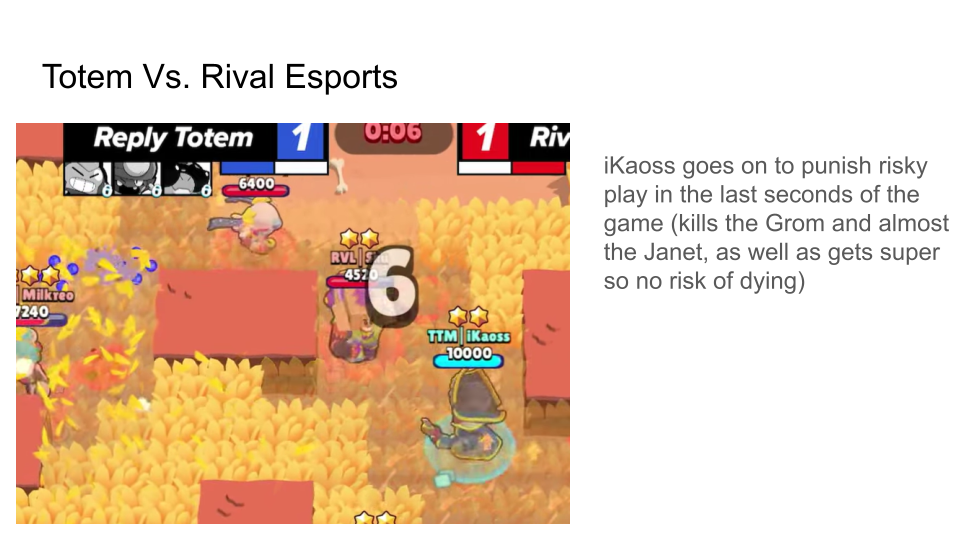 Totem Vs. Rival Esports
Reply Totem 1 0:06 1 Riv
6400
RVL
4520
6
Milkreo
7240
TTM | iKaoss
10000
iKaoss goes on to punish risky
play in the last seconds of the
game (kills the Grom and almost
the Janet, as well as gets super
so no risk of dying)